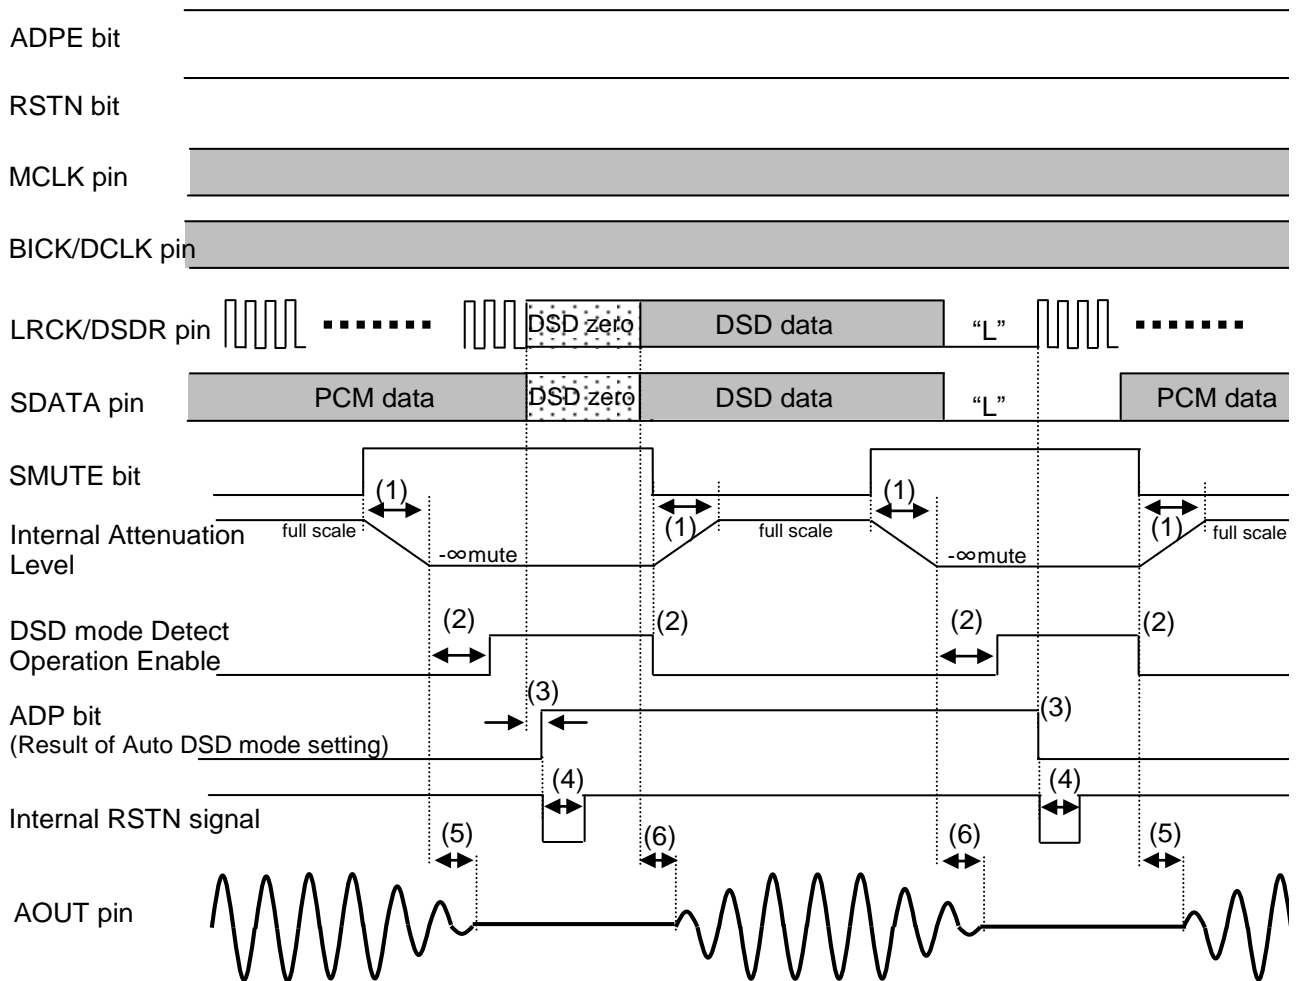 ADPE bit
RSTN bit
MCLK pin
BICK/DCLK pin
LRCK/DSDR pin
DSD zero
DSD data
“L”
SDATA pin
PCM data
DSD zero
DSD data
“L”
PCM data
SMUTE bit
(1)
(1)
(1)
(1)
Internal Attenuation
Level
full scale
-∞mute
full scale
-∞mute
full scale
DSD mode Detect
Operation Enable
(2)
(2)
(2)
(2)
ADP bit
(Result of Auto DSD mode setting)
(3)
(3)
(4)
(4)
Internal RSTN signal
(5)
(6)
(6)
(5)
AOUT pin